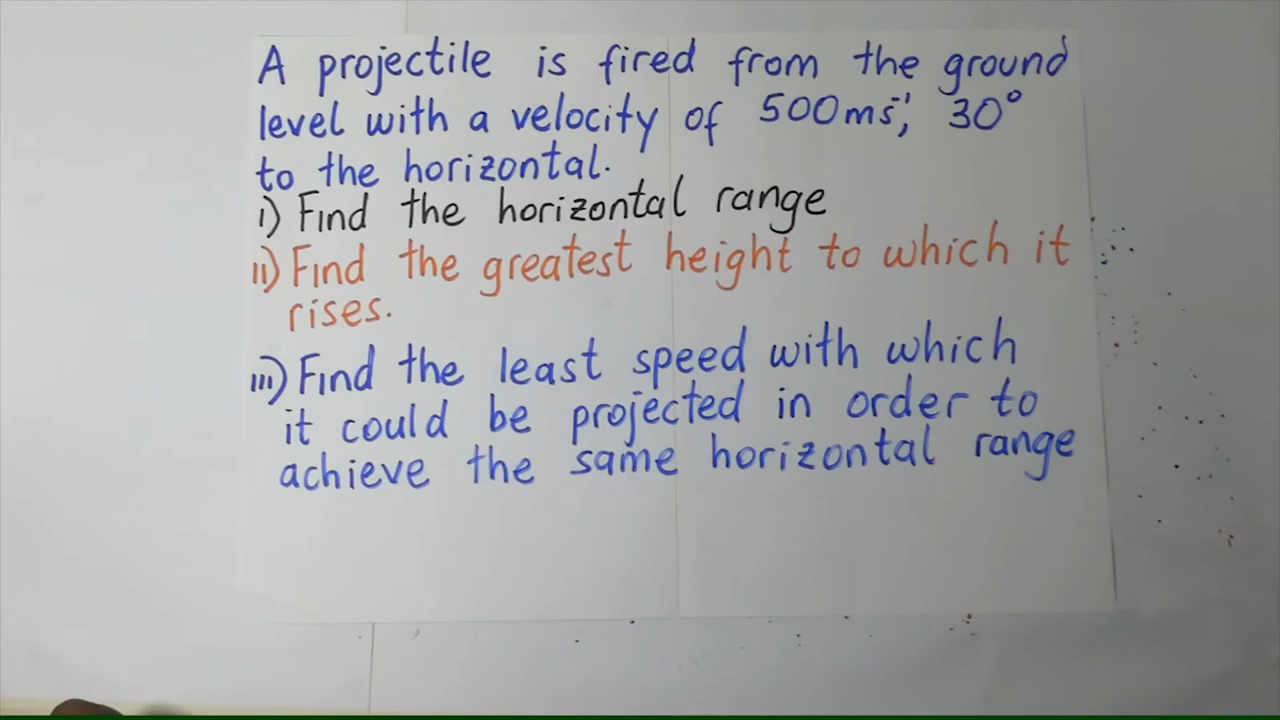 A projectile is fired from the ground
level with a velocity of 500ms⁻¹, 30°
to the horizontal.
i) Find the horizontal range
ii) Find the greatest height to which it
rises.
iii) Find the least speed with which
it could be projected in order to
achieve the same horizontal range